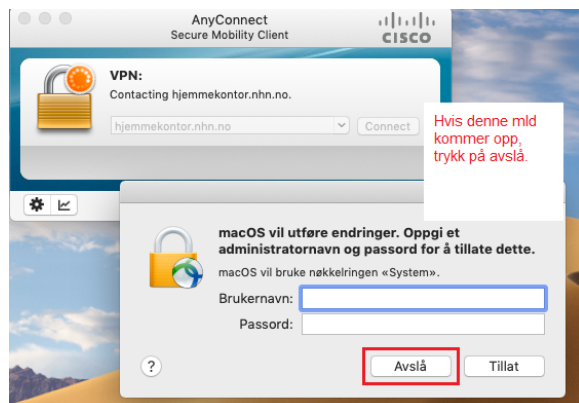 AnyConnect
Secure Mobility Client
CISCO
VPN:
Contacting hjemmekontor.nhn.no.
hjemmekontor.nhn.no
Connect
Hvis denne mld
kommer opp,
trykk på avslå.
macOS vil utføre endringer. Oppgi et
administratornavn og passord for å tillate dette.
macOS vil bruke nøkkelringen «System».
Brukernavn:
Passord:
?
Avslå
Tillat